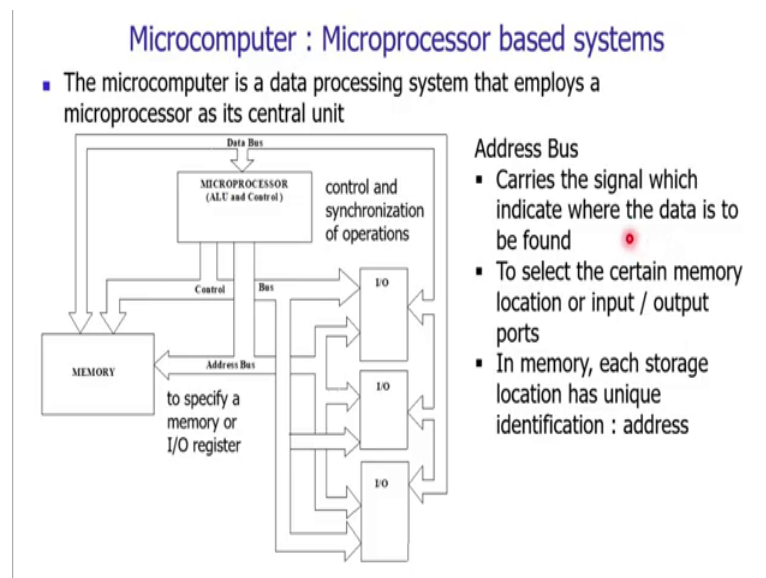 Microcomputer : Microprocessor based systems
▪ The microcomputer is a data processing system that employs a
microprocessor as its central unit
Data Bus
MICROPROCESSOR
(ALU and Control)
control and
synchronization
of operations
Control Bus
I/O
MEMORY
Address Bus
to specify a
memory or
I/O register
I/O
I/O
Address Bus
▪ Carries the signal which
indicate where the data is to
be found
▪ To select the certain memory
location or input / output
ports
▪ In memory, each storage
location has unique
identification : address